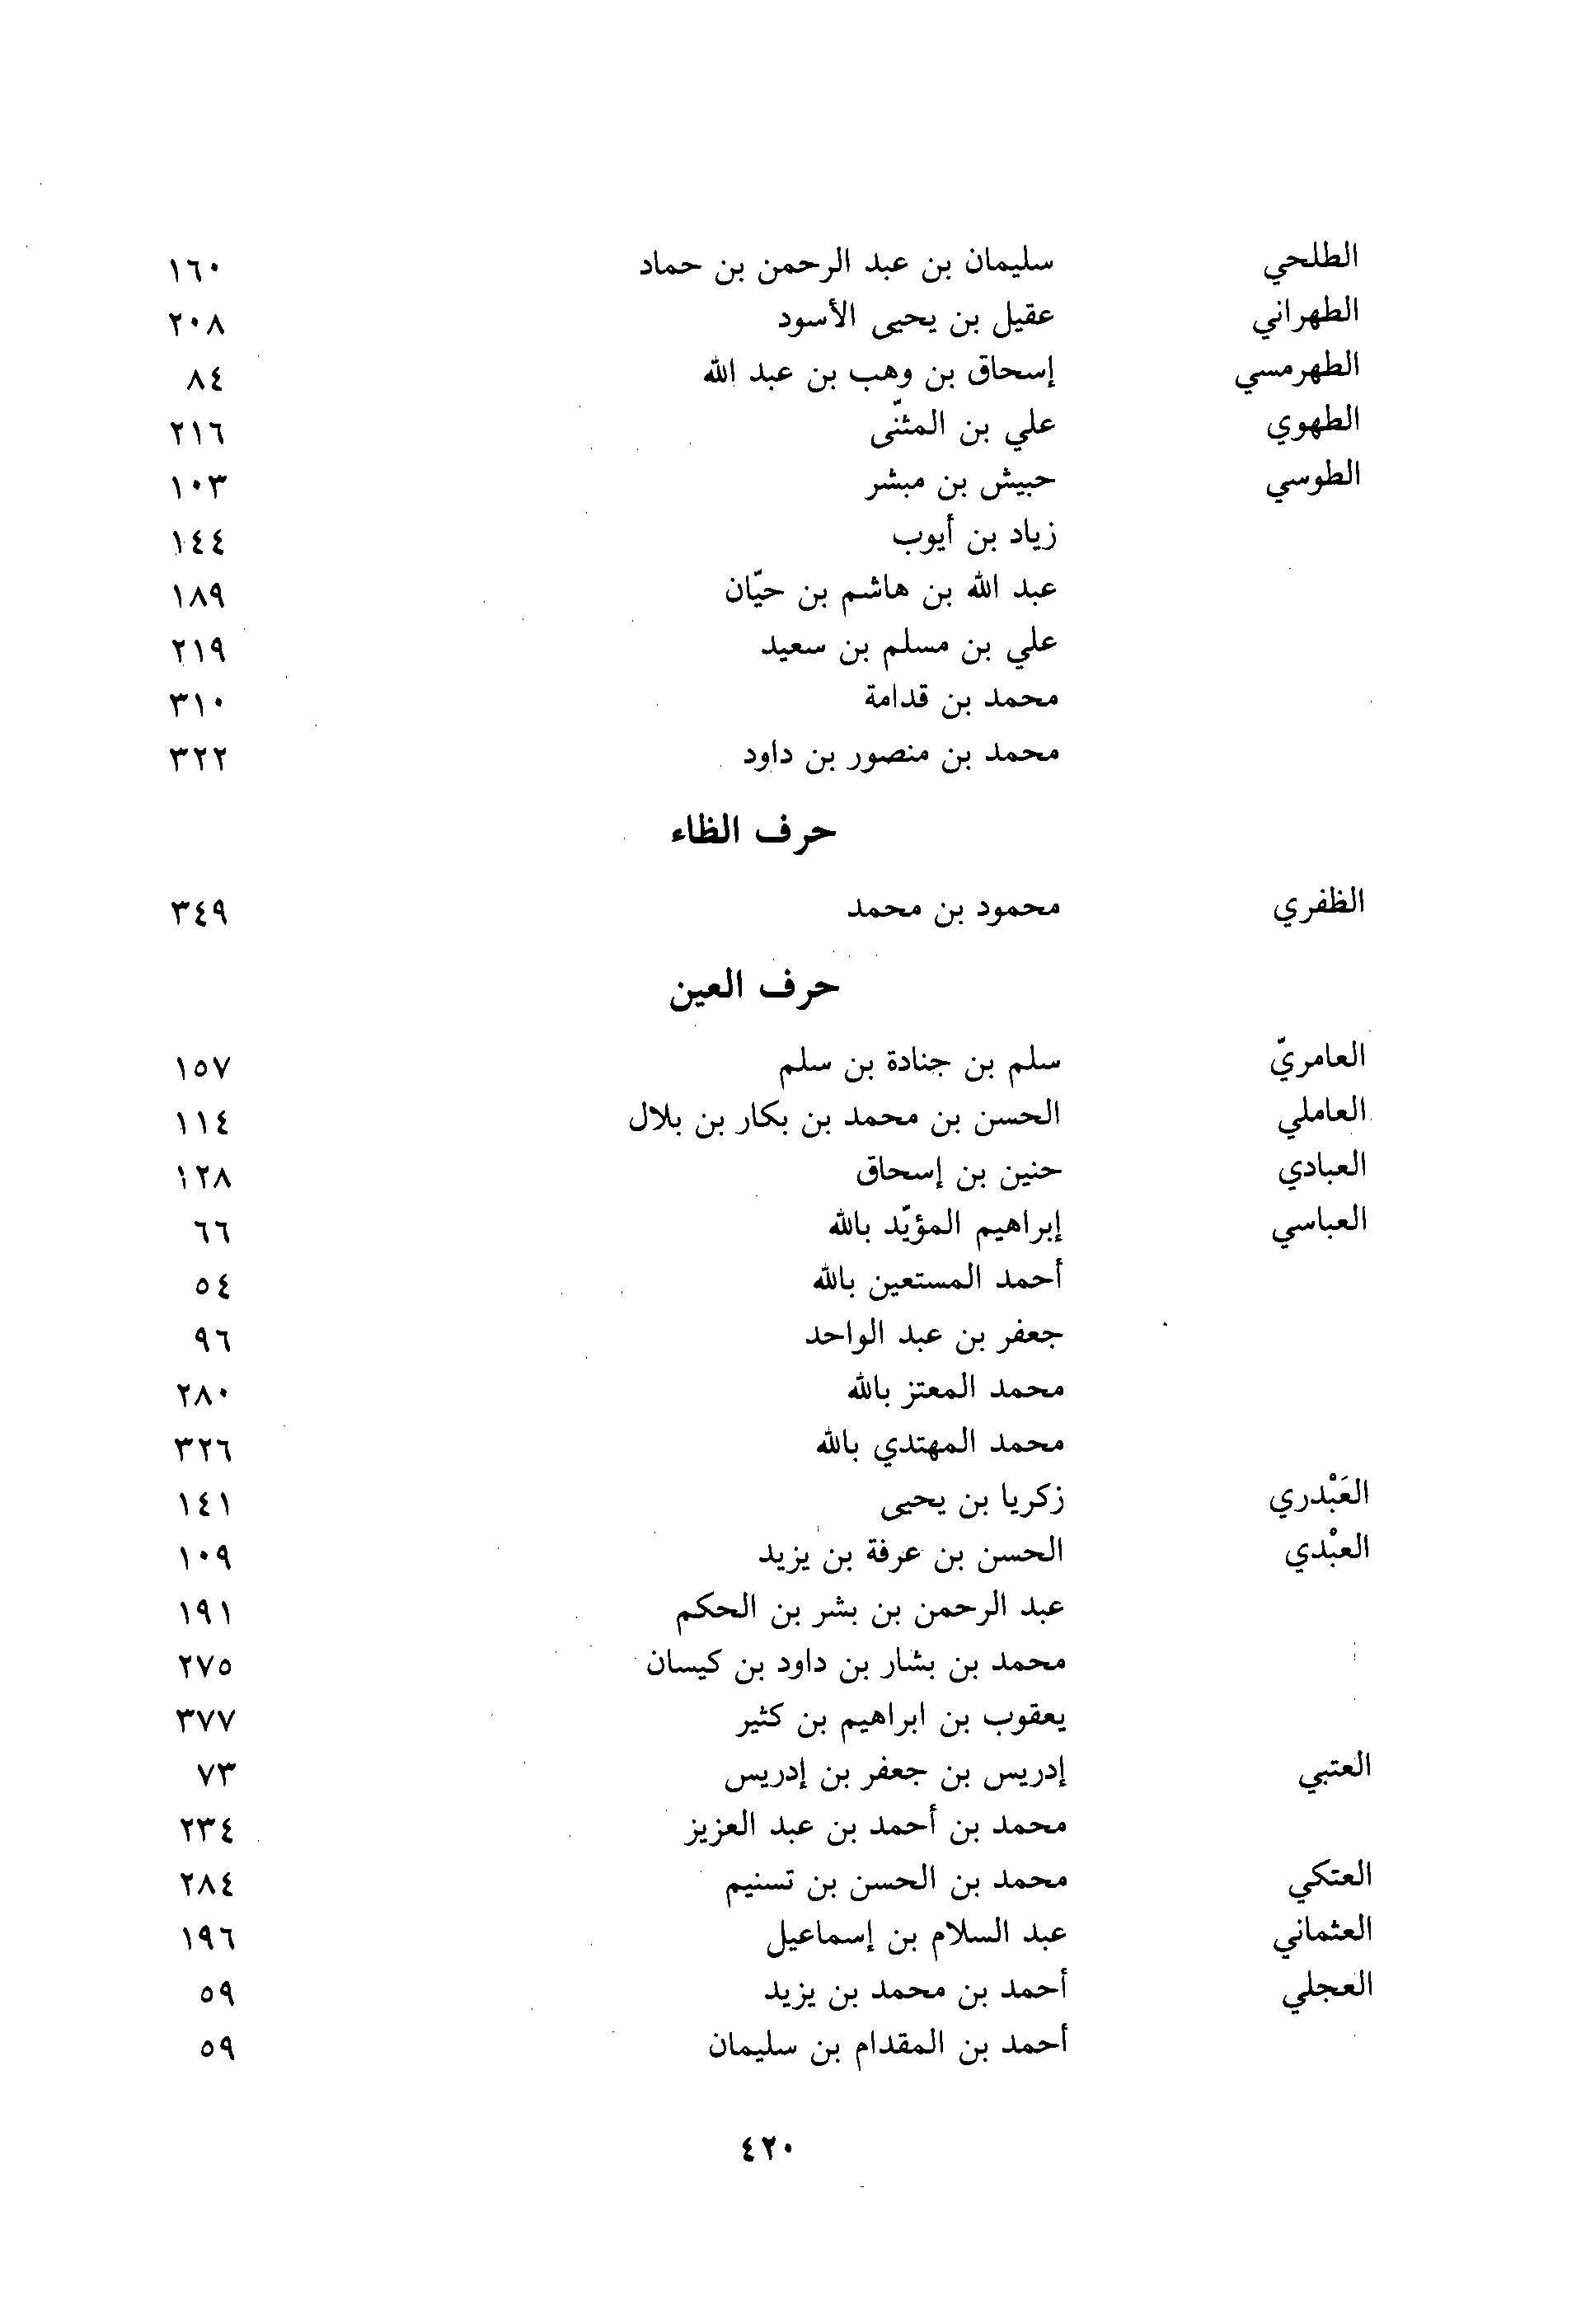 الطلحي سليمان بن عبد الرحمن بن حماد ١٦٠
الطهراني عقيل بن يحيى الأسود ٢٠٨
الطهرمسي إسحاق بن وهب بن عبد الله ٨٤
الطهوي علي بن المثنّى ٢١٦
الطوسي حبيش بن مبشر ١٠٣
زياد بن أيوب ١٤٤
عبد الله بن هاشم بن حيّان ١٨٩
علي بن مسلم بن سعيد ٢١٩
محمد بن قدامة ٣١٠
محمد بن منصور بن داود ٣٢٢
حرف الظاء
الظفري محمود بن محمد ٣٤٩
حرف العين
العامريّ سلم بن جنادة بن سلم ١٥٧
العاملي الحسن بن محمد بن بكار بن بلال ١١٤
العبادي حنين بن إسحاق ١٢٨
العباسي إبراهيم المؤيّد بالله ٦٦
أحمد المستعين بالله ٥٤
جعفر بن عبد الواحد ٩٦
محمد المعتز بالله ٢٨٠
محمد المهتدي بالله ٣٢٦
العَبْدري زكريا بن يحيى ١٤١
العبْدي الحسن بن عرفة بن يزيد ١٠٩
عبد الرحمن بن بشر بن الحكم ١٩١
محمد بن بشار بن داود بن كيسان ٢٧٥
يعقوب بن ابراهيم بن كثير ٣٧٧
العتبي إدريس بن جعفر بن إدريس ٧٣
محمد بن أحمد بن عبد العزيز ٢٣٤
العتكي محمد بن الحسن بن تسنيم ٢٨٤
العثماني عبد السلام بن إسماعيل ١٩٦
العجلي أحمد بن محمد بن يزيد ٥٩
أحمد بن المقدام بن سليمان ٥٩
٤٢٠